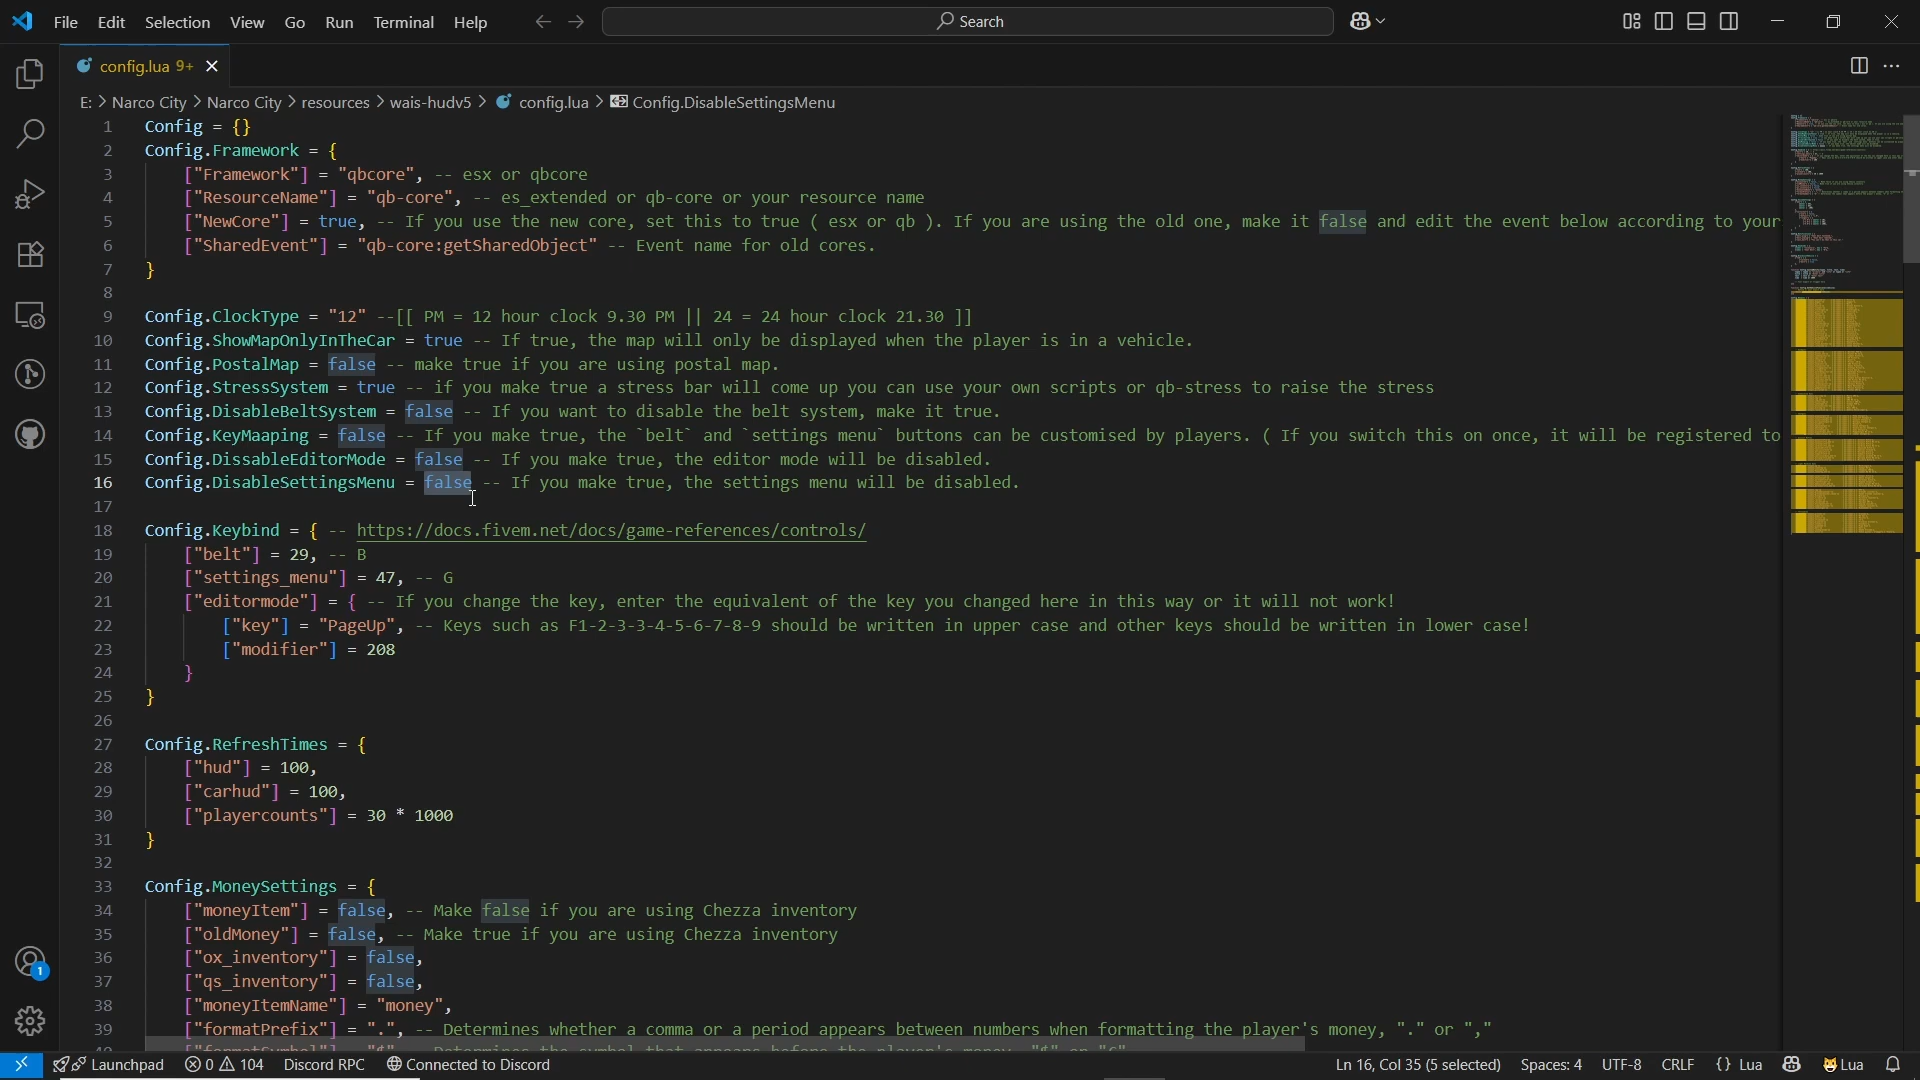 File Edit Selection View Go Run Terminal Help
Search
config.lua 9+
E: > Narco City > Narco City > resources > wais-hudv5 > config.lua > Config.DisableSettingsMenu
1 Config = {}
2 Config.Framework = {
3 ["Framework"] = "qbcore", -- esx or qbcore
4 ["ResourceName"] = "qb-core", -- es_extended or qb-core or your resource name
5 ["NewCore"] = true, -- If you use the new core, set this to true ( esx or qb ). If you are using the old one, make it false and edit the event below according to your
6 ["SharedEvent"] = "qb-core:getSharedObject" -- Event name for old cores.
7 }
8
9 Config.ClockType = "12" --[[ PM = 12 hour clock 9.30 PM || 24 = 24 hour clock 21.30 ]]
10 Config.ShowMapOnlyInTheCar = true -- If true, the map will only be displayed when the player is in a vehicle.
11 Config.PostalMap = false -- make true if you are using postal map.
12 Config.StressSystem = true -- if you make true a stress bar will come up you can use your own scripts or qb-stress to raise the stress
13 Config.DisableBeltSystem = false -- If you want to disable the belt system, make it true.
14 Config.KeyMaaping = false -- If you make true, the `belt` and `settings menu` buttons can be customised by players. ( If you switch this on once, it will be registered to
15 Config.DissableEditorMode = false -- If you make true, the editor mode will be disabled.
16 Config.DisableSettingsMenu = false -- If you make true, the settings menu will be disabled.
17
18 Config.Keybind = { -- https://docs.fivem.net/docs/game-references/controls/
19 ["belt"] = 29, -- B
20 ["settings_menu"] = 47, -- G
21 ["editormode"] = { -- If you change the key, enter the equivalent of the key you changed here in this way or it will not work!
22 ["key"] = "PageUp", -- Keys such as F1-2-3-3-4-5-6-7-8-9 should be written in upper case and other keys should be written in lower case!
23 ["modifier"] = 208
24 }
25 }
26
27 Config.RefreshTimes = {
28 ["hud"] = 100,
29 ["carhud"] = 100,
30 ["playercounts"] = 30 * 1000
31 }
32
33 Config.MoneySettings = {
34 ["moneyItem"] = false, -- Make false if you are using Chezza inventory
35 ["oldMoney"] = false, -- Make true if you are using Chezza inventory
36 ["ox_inventory"] = false,
37 ["qs_inventory"] = false,
38 ["moneyItemName"] = "money",
39 ["formatPrefix"] = ".", -- Determines whether a comma or a period appears between numbers when formatting the player's money, "." or ","
1
Launchpad 0 104 Discord RPC Connected to Discord Ln 16, Col 35 (5 selected) Spaces: 4 UTF-8 CRLF {} Lua Lua